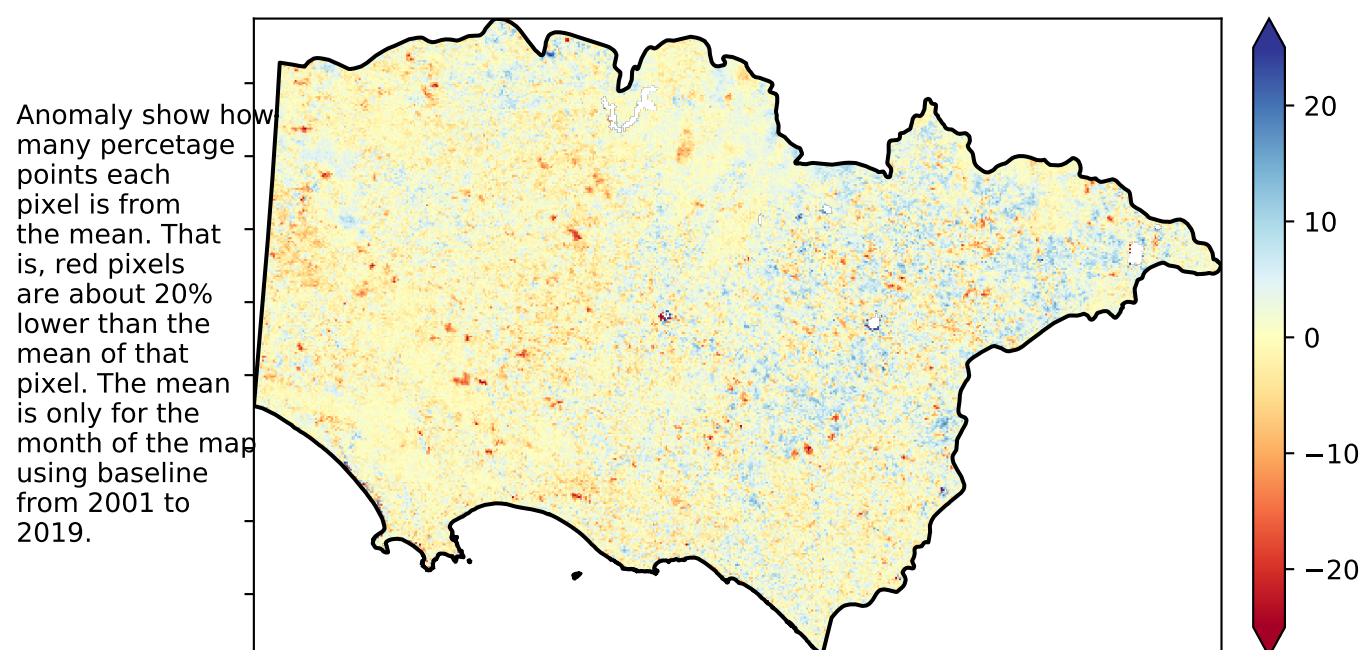 Anomaly show how
many percetage
points each
pixel is from
the mean. That
is, red pixels
are about 20%
lower than the
mean of that
pixel. The mean
is only for the
month of the map
using baseline
from 2001 to
2019.
20
10
0
−10
−20